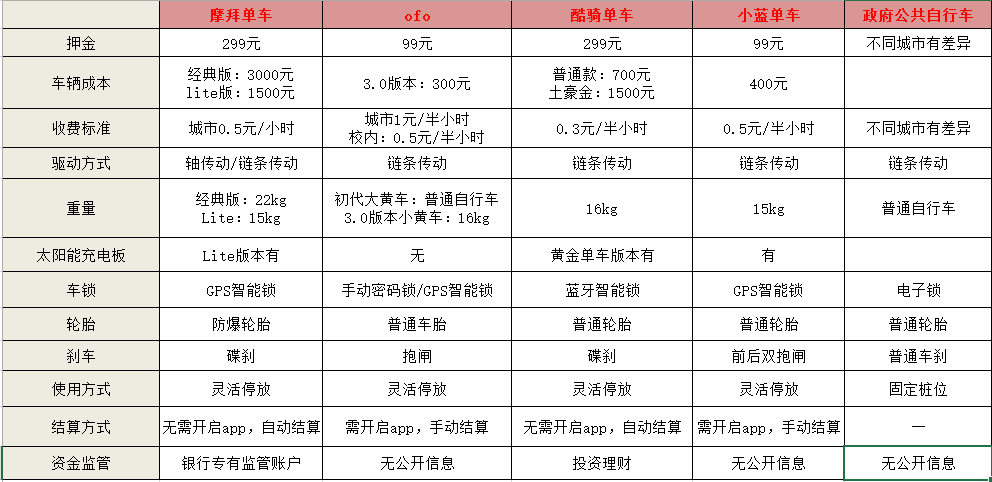 摩拜单车 ofo 酷骑单车 小蓝单车 政府公共自行车
押金 299元 99元 299元 99元 不同城市有差异
车辆成本 经典版：3000元 lite版：1500元 3.0版本：300元 普通款：700元 土豪金：1500元 400元
收费标准 城市0.5元/小时 城市1元/半小时 校内：0.5元/半小时 0.3元/半小时 0.5元/半小时 不同城市有差异
驱动方式 轴传动/链条传动 链条传动 链条传动 链条传动 链条传动
重量 经典版：22kg Lite：15kg 初代大黄车：普通自行车 3.0版本小黄车：16kg 16kg 15kg 普通自行车
太阳能充电板 Lite版本有 无 黄金单车版本有 有
车锁 GPS智能锁 手动密码锁/GPS智能锁 蓝牙智能锁 GPS智能锁 电子锁
轮胎 防爆轮胎 普通车胎 普通轮胎 普通轮胎 普通轮胎
刹车 碟刹 抱闸 碟刹 前后双抱闸 普通车刹
使用方式 灵活停放 灵活停放 灵活停放 灵活停放 固定桩位
结算方式 无需开启app，自动结算 需开启app，手动结算 无需开启app，自动结算 需开启app，手动结算 —
资金监管 银行专有监管账户 无公开信息 投资理财 无公开信息 无公开信息